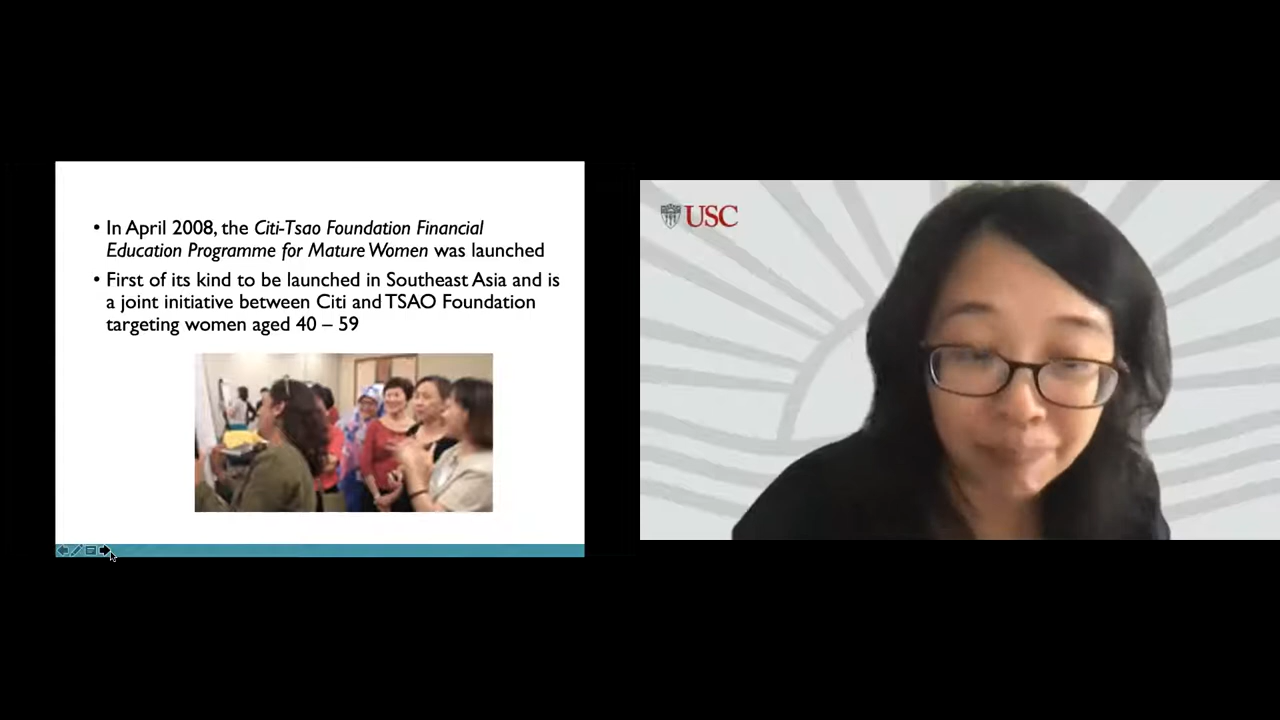 • In April 2008, the Citi-Tsao Foundation Financial
Education Programme for Mature Women was launched
• First of its kind to be launched in Southeast Asia and is
a joint initiative between Citi and TSAO Foundation
targeting women aged 40 – 59
USC